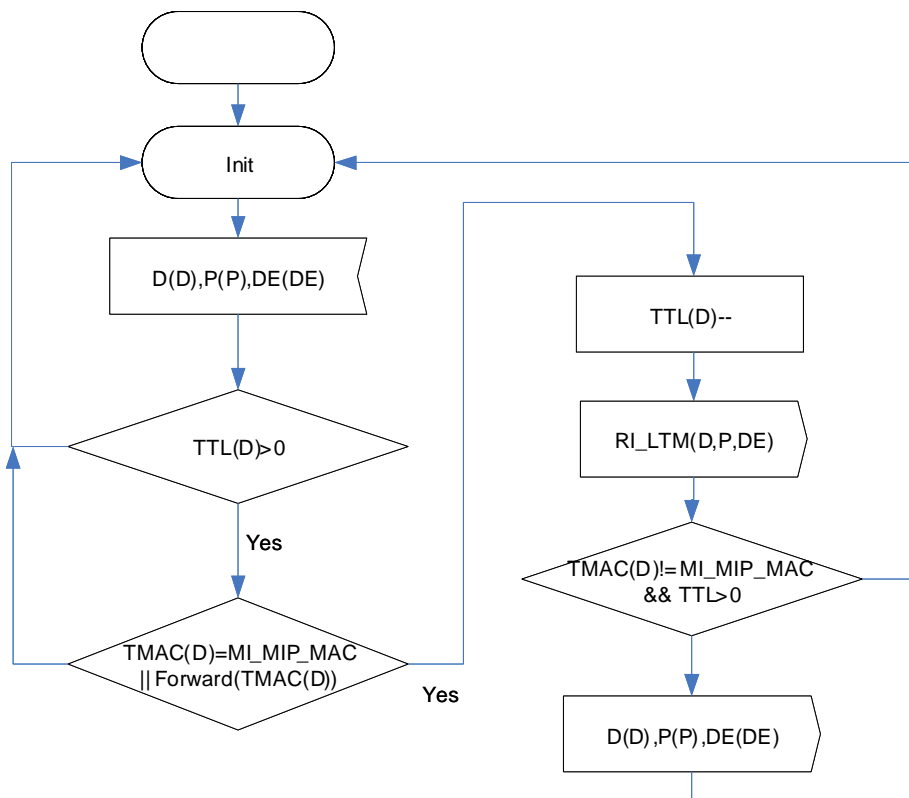 Init
D(D),P(P),DE(DE)
TTL(D)>0
Yes
TMAC(D)=MI_MIP_MAC
||Forward(TMAC(D))
Yes
TTL(D)--
RI_LTM(D,P,DE)
TMAC(D)!=MI_MIP_MAC
&& TTL>0
D(D),P(P),DE(DE)